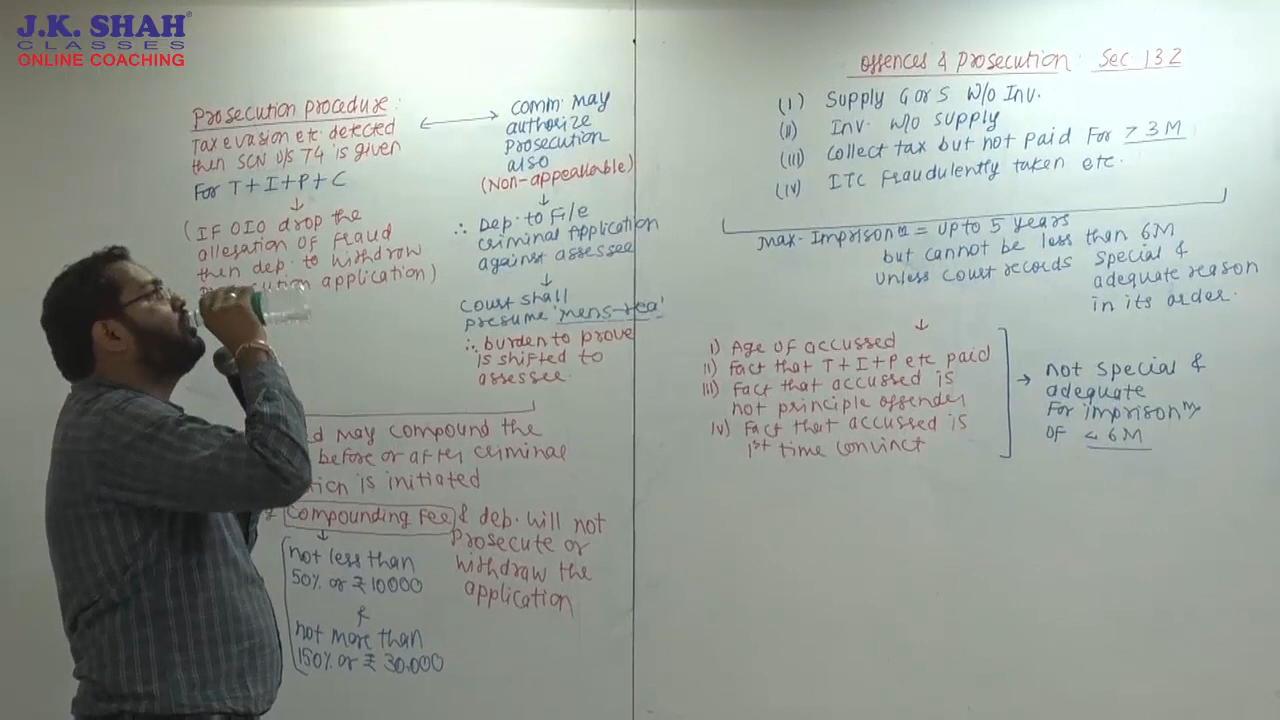 J.K. SHAH®
CLASSES
ONLINE COACHING
Prosecution procedure:
Tax evasion etc. detected
then SCN U/s 74 is given
For T+I+P+C
↓
(IF OIO drop the
allegation of fraud
then dep. to withdraw
application)
↔
comm. may
authorize
prosecution
also
(Non-appealable)
↓
∴ Dep. to File
criminal Application
against assessee
↓
Court shall
presume 'mens-rea'
∴ burden to prove
is shifted to
assessee.
may compound the
before or after criminal
is initiated
Compounding Fee & dep. will not
prosecute or
withdraw the
application
↓
not less than
50% or ₹10000
&
not more than
150% or ₹30,000
offences & prosecution: Sec 132
(i) Supply G or S W/o Inv.
(ii) Inv. W/o supply
(iii) Collect tax but not paid For > 3M
(iv) ITC Fraudulently taken etc.
Max. Imprisonᵐ = upto 5 years
but cannot be less than 6M
unless Court records special &
adequate reason
in its order.
↓
i) Age of accussed
ii) Fact that T+I+P etc paid
iii) Fact that accussed is
not principle offender
iv) Fact that accussed is
1st time convinct
→ not special &
adequate
For imprisonᵐ
of < 6M